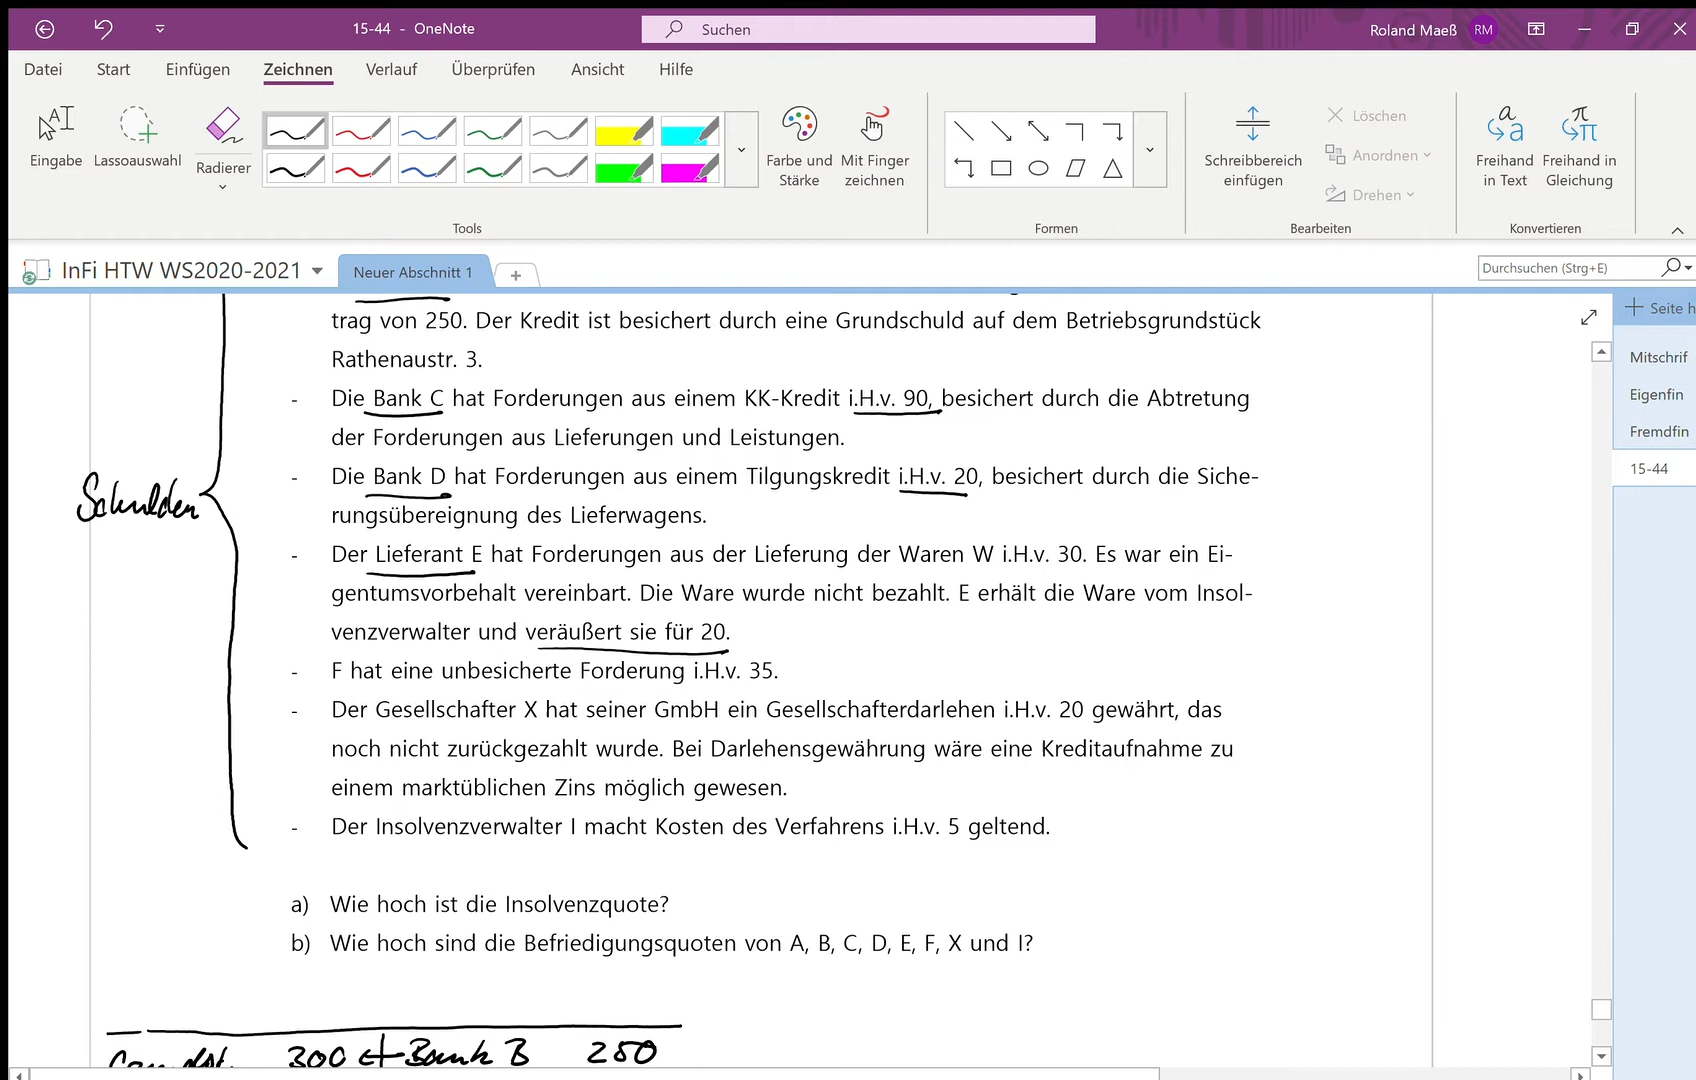 15-44 - OneNote
Suchen
Roland Maeß RM
Datei Start Einfügen Zeichnen Verlauf Überprüfen Ansicht Hilfe
Eingabe
Lassoauswahl
Radierer
Farbe und Stärke
Mit Finger zeichnen
Schreibbereich einfügen
Löschen
Anordnen
Drehen
Freihand in Text
Freihand in Gleichung
Tools
Formen
Bearbeiten
Konvertieren
InFi HTW WS2020-2021
Neuer Abschnitt 1
Durchsuchen (Strg+E)
Seite h
Mitschrif
Eigenfin
Fremdfin
15-44
trag von 250. Der Kredit ist besichert durch eine Grundschuld auf dem Betriebsgrundstück
Rathenaustr. 3.
- Die Bank C hat Forderungen aus einem KK-Kredit i.H.v. 90, besichert durch die Abtretung
der Forderungen aus Lieferungen und Leistungen.
- Die Bank D hat Forderungen aus einem Tilgungskredit i.H.v. 20, besichert durch die Siche-
rungsübereignung des Lieferwagens.
Schulden
- Der Lieferant E hat Forderungen aus der Lieferung der Waren W i.H.v. 30. Es war ein Ei-
gentumsvorbehalt vereinbart. Die Ware wurde nicht bezahlt. E erhält die Ware vom Insol-
venzverwalter und veräußert sie für 20.
- F hat eine unbesicherte Forderung i.H.v. 35.
- Der Gesellschafter X hat seiner GmbH ein Gesellschafterdarlehen i.H.v. 20 gewährt, das
noch nicht zurückgezahlt wurde. Bei Darlehensgewährung wäre eine Kreditaufnahme zu
einem marktüblichen Zins möglich gewesen.
- Der Insolvenzverwalter I macht Kosten des Verfahrens i.H.v. 5 geltend.
a) Wie hoch ist die Insolvenzquote?
b) Wie hoch sind die Befriedigungsquoten von A, B, C, D, E, F, X und I?
300 Bank B 250